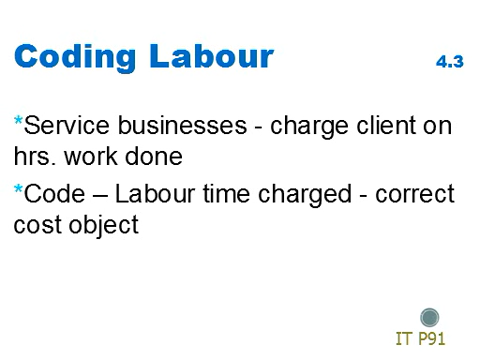 Coding Labour 4.3
*Service businesses - charge client on
hrs. work done
*Code – Labour time charged - correct
cost object
IT P91